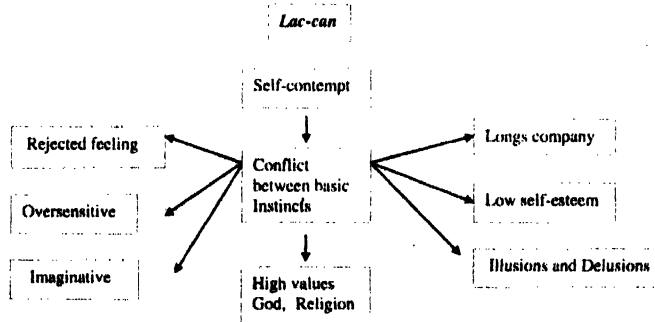 Lac-can
Self-contempt
Rejected feeling
Longs company
Conflict
between basic
Instincts
Oversensitive
Low self-esteem
Imaginative
Illusions and Delusions
High values
God, Religion